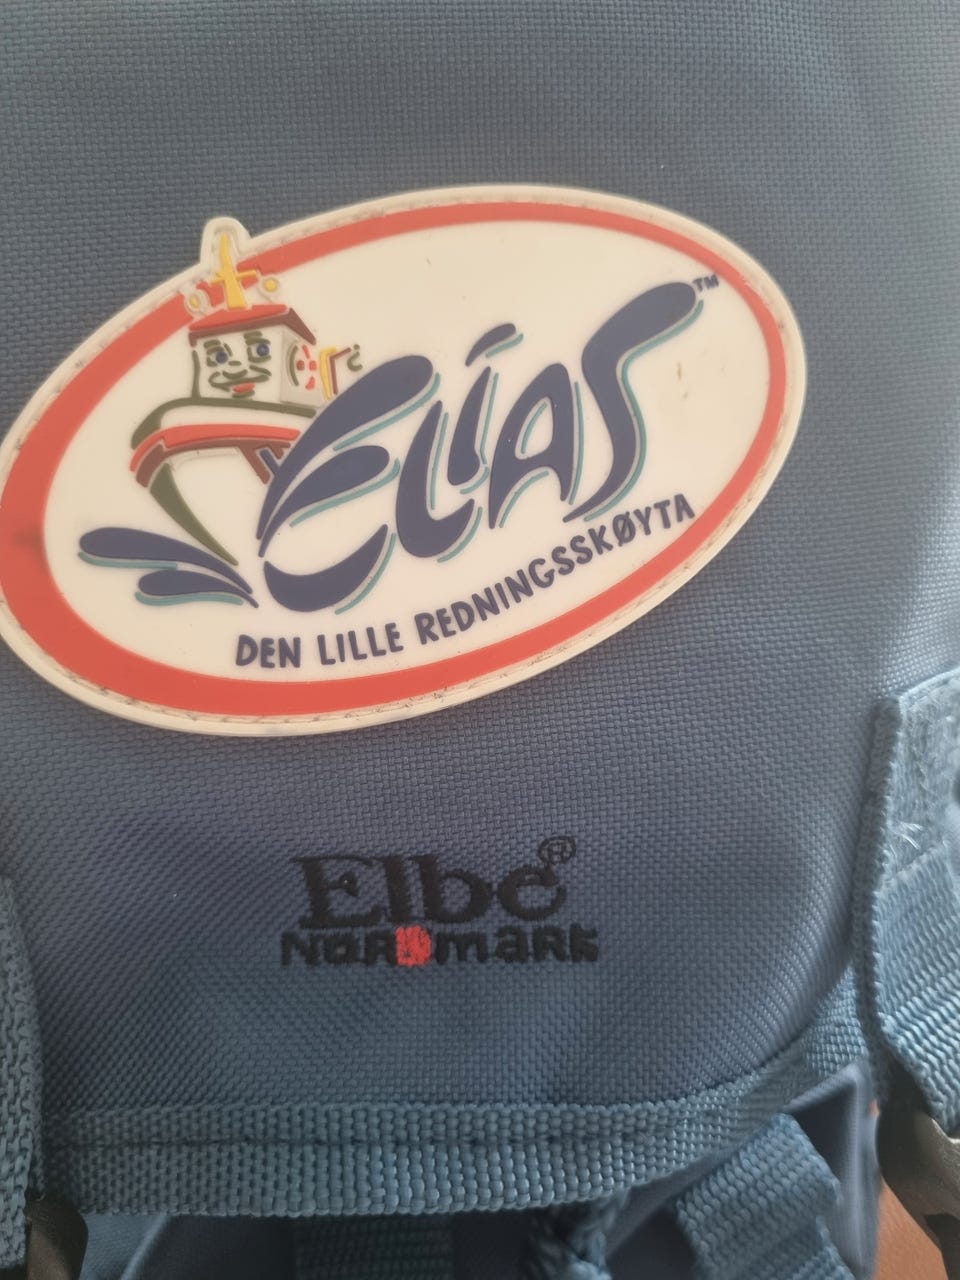 ELIAS™
DEN LILLE REDNINGSSKØYTA
Elbe®
NORDMARK